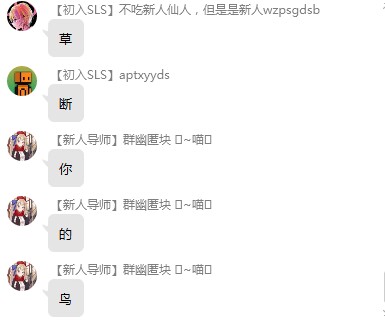 【初入SLS】不吃新人仙人，但是是新人wzpsgdsb
草
【初入SLS】aptxyyds
断
【新人导师】群幽匿块 ▯~喵▯
你
【新人导师】群幽匿块 ▯~喵▯
的
【新人导师】群幽匿块 ▯~喵▯
鸟